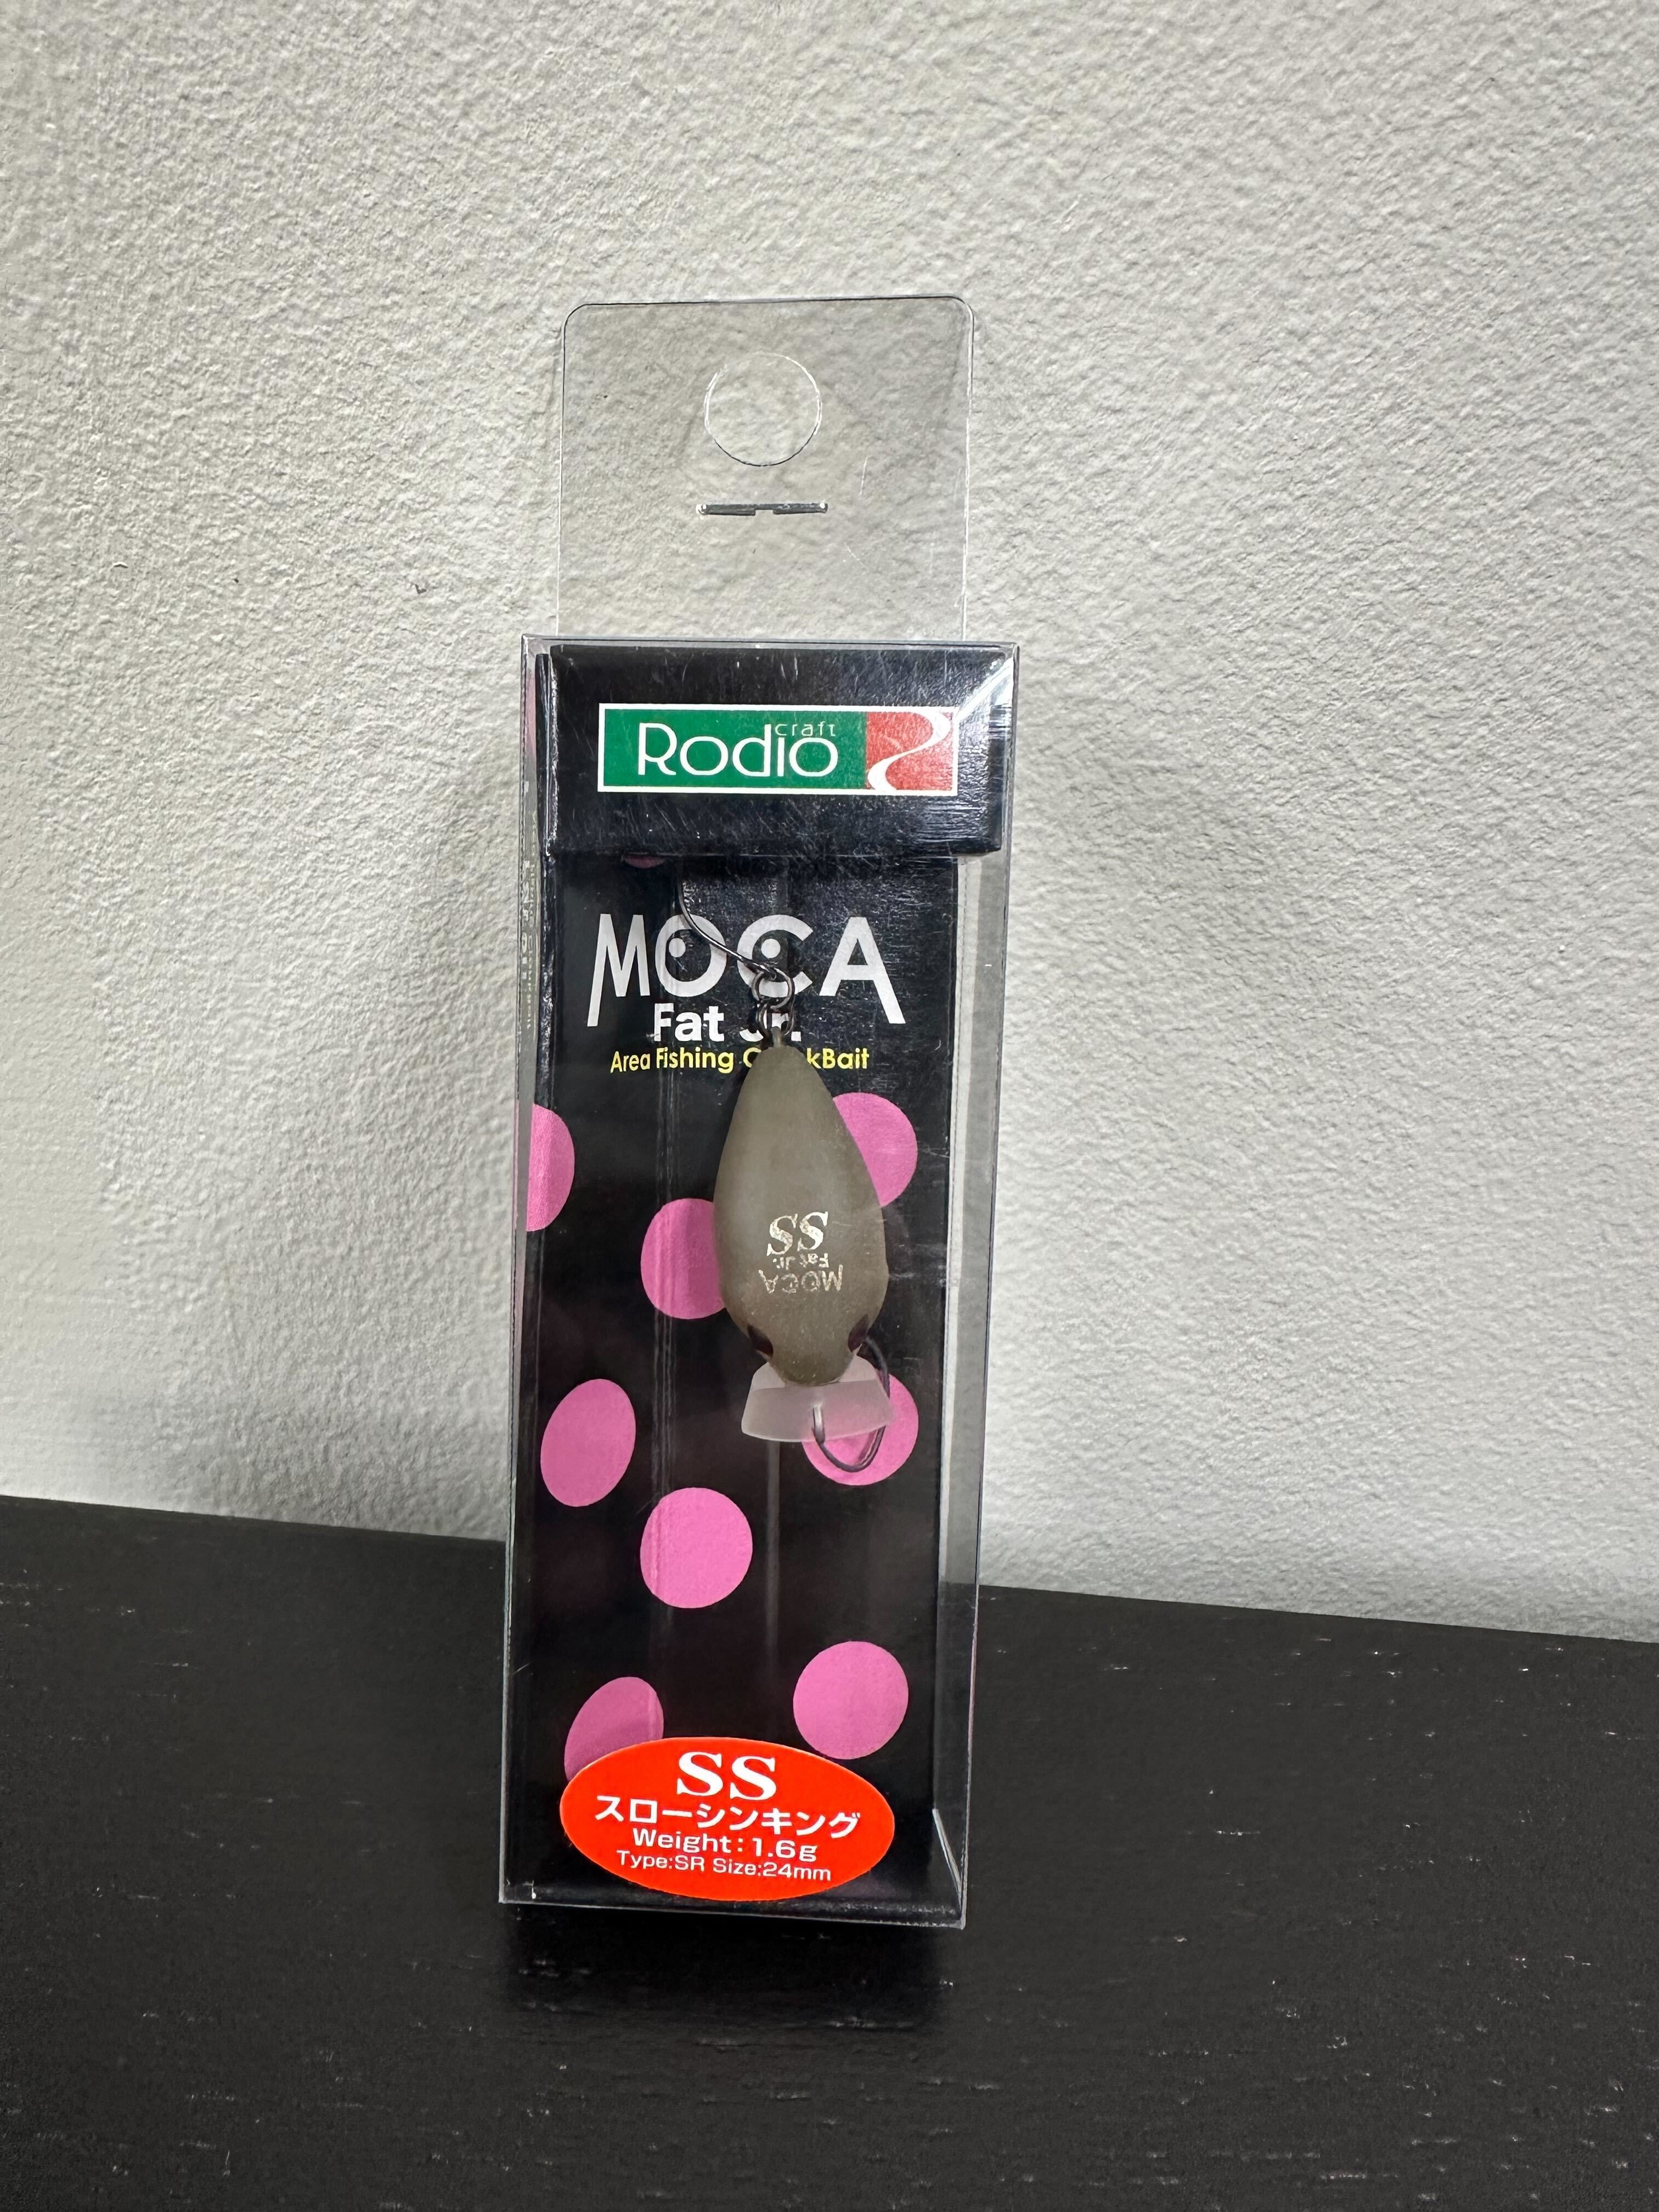 Rodio craft
MOCA
Fat Jr.
Area Fishing CrankBait
SS
Fat Jr.
MOCA
SS
スローシンキング
Weight:1.6g
Type:SR Size:24mm